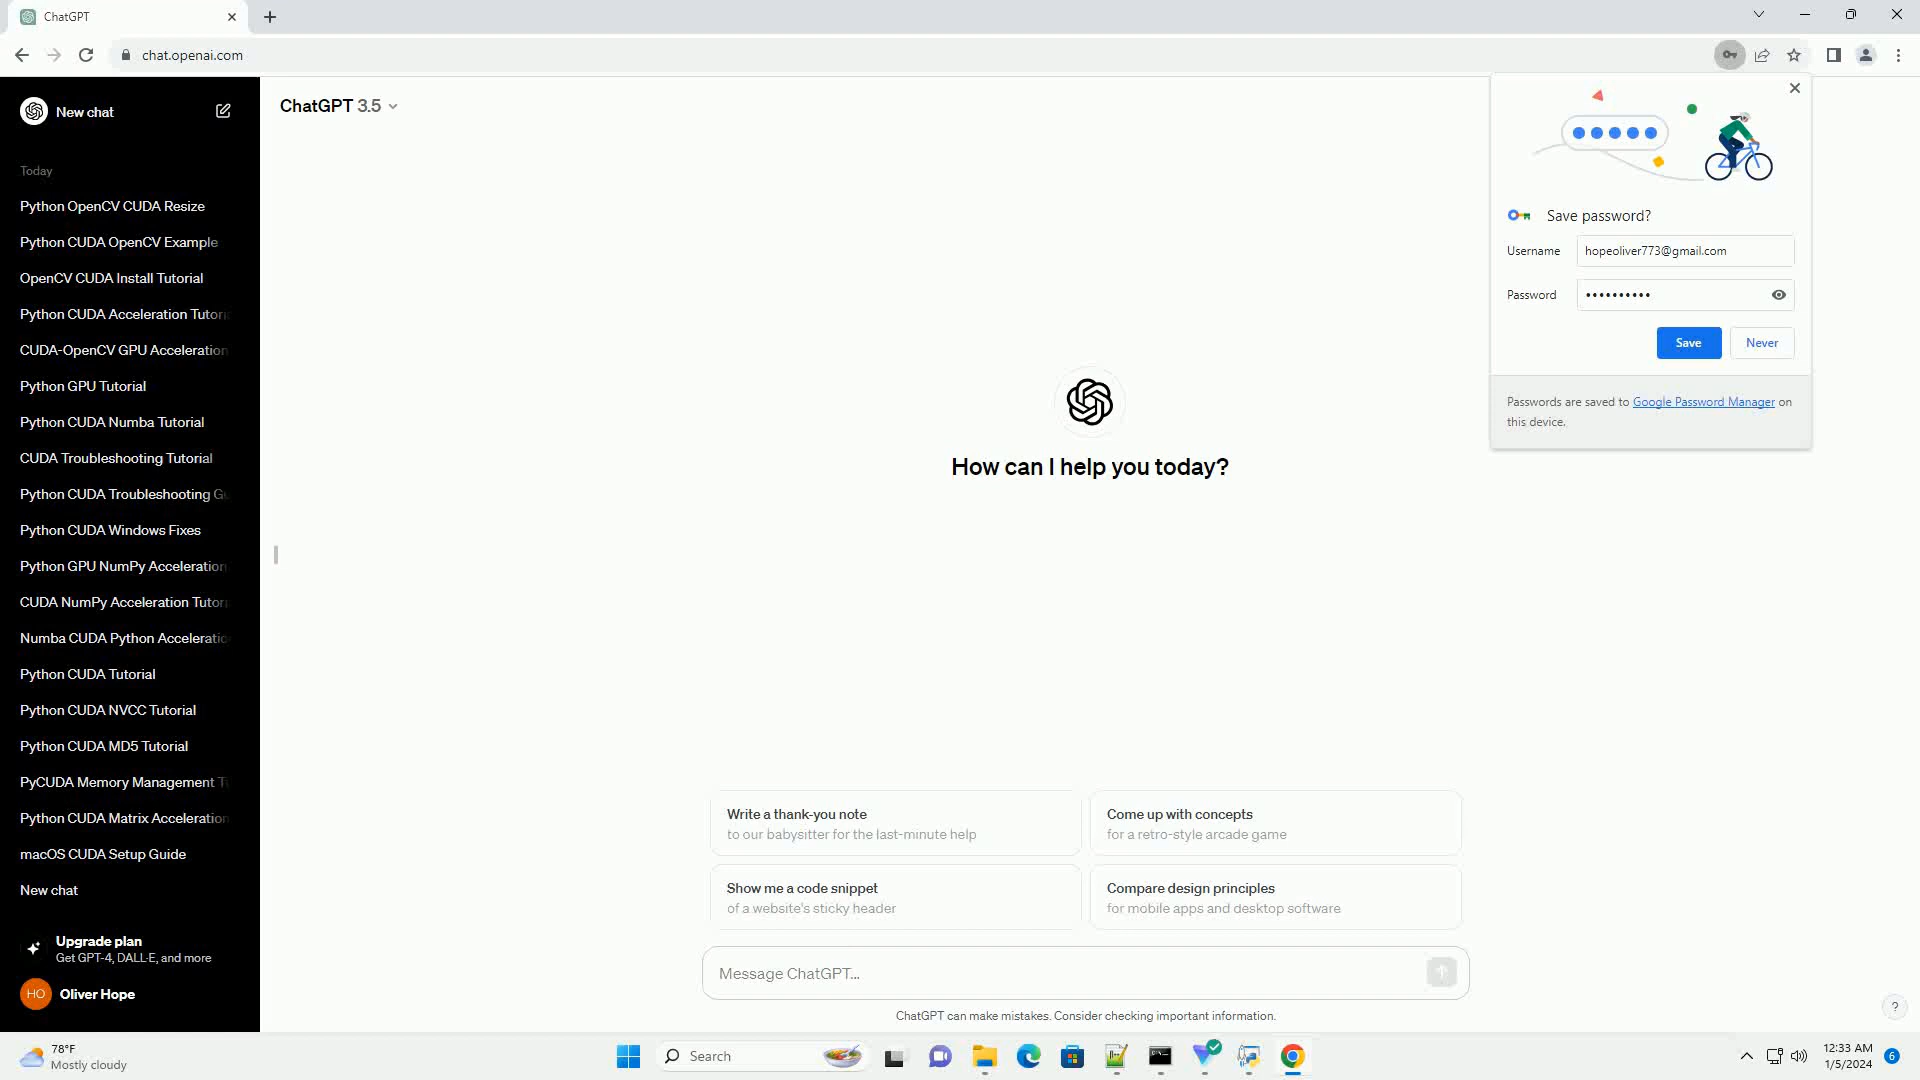 ChatGPT
chat.openai.com
New chat
Today
Python OpenCV CUDA Resize
Python CUDA OpenCV Example
OpenCV CUDA Install Tutorial
Python CUDA Acceleration Tutori
CUDA-OpenCV GPU Acceleration
Python GPU Tutorial
Python CUDA Numba Tutorial
CUDA Troubleshooting Tutorial
Python CUDA Troubleshooting Gu
Python CUDA Windows Fixes
Python GPU NumPy Acceleration
CUDA NumPy Acceleration Tutori
Numba CUDA Python Acceleratio
Python CUDA Tutorial
Python CUDA NVCC Tutorial
Python CUDA MD5 Tutorial
PyCUDA Memory Management T
Python CUDA Matrix Acceleration
macOS CUDA Setup Guide
New chat
Upgrade plan
Get GPT-4, DALL·E, and more
HO Oliver Hope
ChatGPT 3.5
How can I help you today?
Save password?
Username hopeoliver773@gmail.com
Password ••••••••••
Save Never
Passwords are saved to Google Password Manager on
this device.
Write a thank-you note
to our babysitter for the last-minute help
Come up with concepts
for a retro-style arcade game
Show me a code snippet
of a website's sticky header
Compare design principles
for mobile apps and desktop software
Message ChatGPT...
ChatGPT can make mistakes. Consider checking important information.
?
78°F
Mostly cloudy
Search
12:33 AM
1/5/2024
6